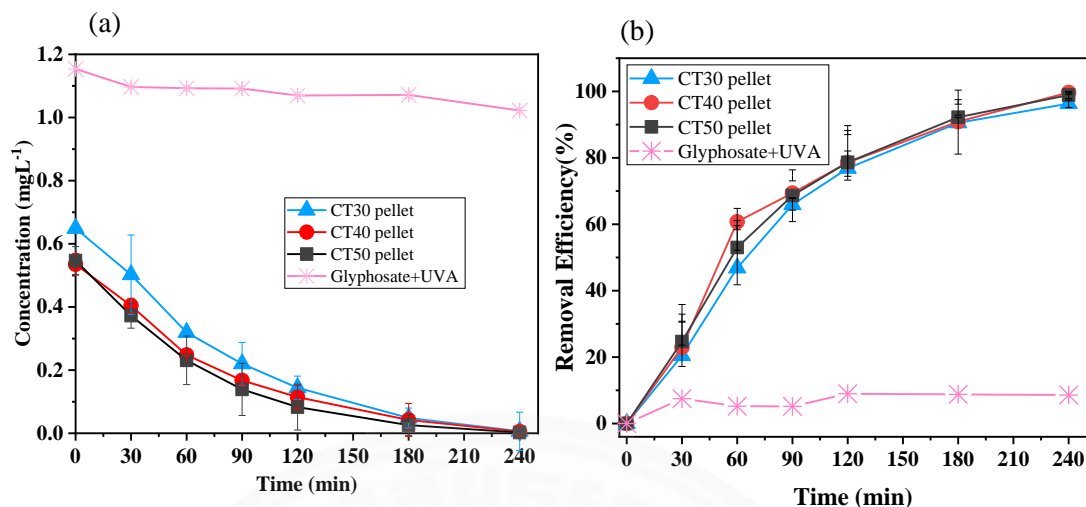 (a)
1.2
1.0
0.8
0.6
0.4
0.2
0.0
Concentration (mgL⁻¹)
CT30 pellet
CT40 pellet
CT50 pellet
Glyphosate+UVA
0 30 60 90 120 150 180 210 240
Time (min)
(b)
100
80
60
40
20
0
Removal Efficiency(%)
CT30 pellet
CT40 pellet
CT50 pellet
Glyphosate+UVA
0 30 60 90 120 150 180 210 240
Time (min)